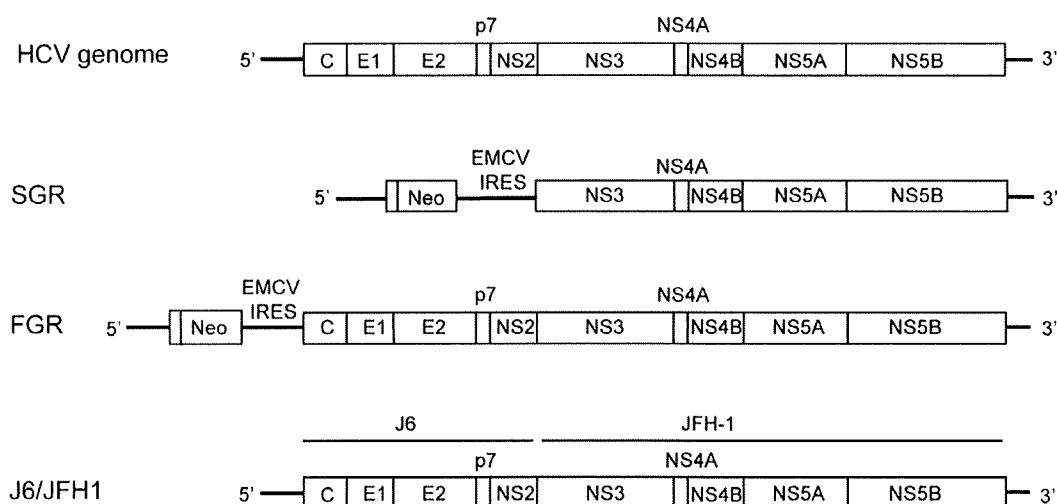 p7 NS4A
HCV genome 5' C E1 E2 NS2 NS3 NS4B NS5A NS5B 3'
EMCV NS4A
IRES
SGR 5' Neo NS3 NS4B NS5A NS5B 3'
EMCV p7 NS4A
IRES
FGR 5' Neo C E1 E2 NS2 NS3 NS4B NS5A NS5B 3'
J6 JFH-1
p7 NS4A
J6/JFH1 5' C E1 E2 NS2 NS3 NS4B NS5A NS5B 3'